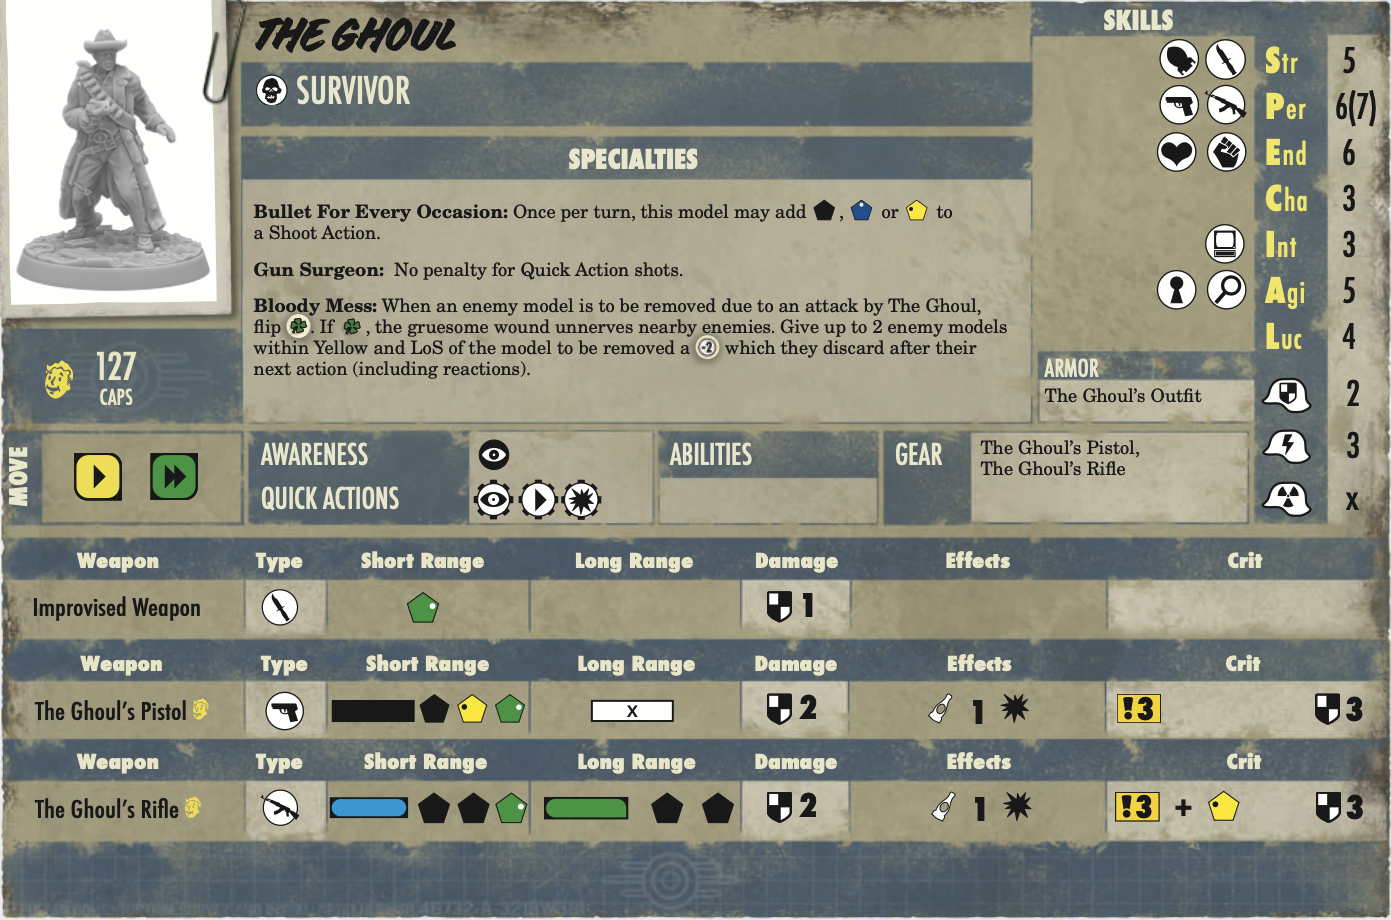 THE GHOUL
SURVIVOR
SPECIALTIES
Bullet For Every Occasion: Once per turn, this model may add , or to
a Shoot Action.
Gun Surgeon: No penalty for Quick Action shots.
Bloody Mess: When an enemy model is to be removed due to an attack by The Ghoul,
flip . If , the gruesome wound unnerves nearby enemies. Give up to 2 enemy models
within Yellow and LoS of the model to be removed a -2 which they discard after their
next action (including reactions).
127
CAPS
SKILLS
Str 5
Per 6(7)
End 6
Cha 3
Int 3
Agi 5
Luc 4
ARMOR
The Ghoul's Outfit
2
3
x
MOVE
AWARENESS
QUICK ACTIONS
ABILITIES
GEAR
The Ghoul's Pistol,
The Ghoul's Rifle
Weapon Type Short Range Long Range Damage Effects Crit
Improvised Weapon 1
Weapon Type Short Range Long Range Damage Effects Crit
The Ghoul's Pistol x 2 1 !3 3
Weapon Type Short Range Long Range Damage Effects Crit
The Ghoul's Rifle 2 1 !3 + 3